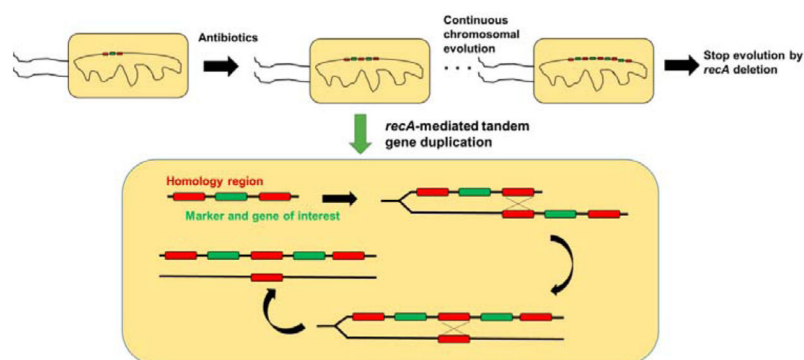 Antibiotics
Continuous
chromosomal
evolution
Stop evolution by
recA deletion
recA-mediated tandem
gene duplication
Homology region
Marker and gene of interest